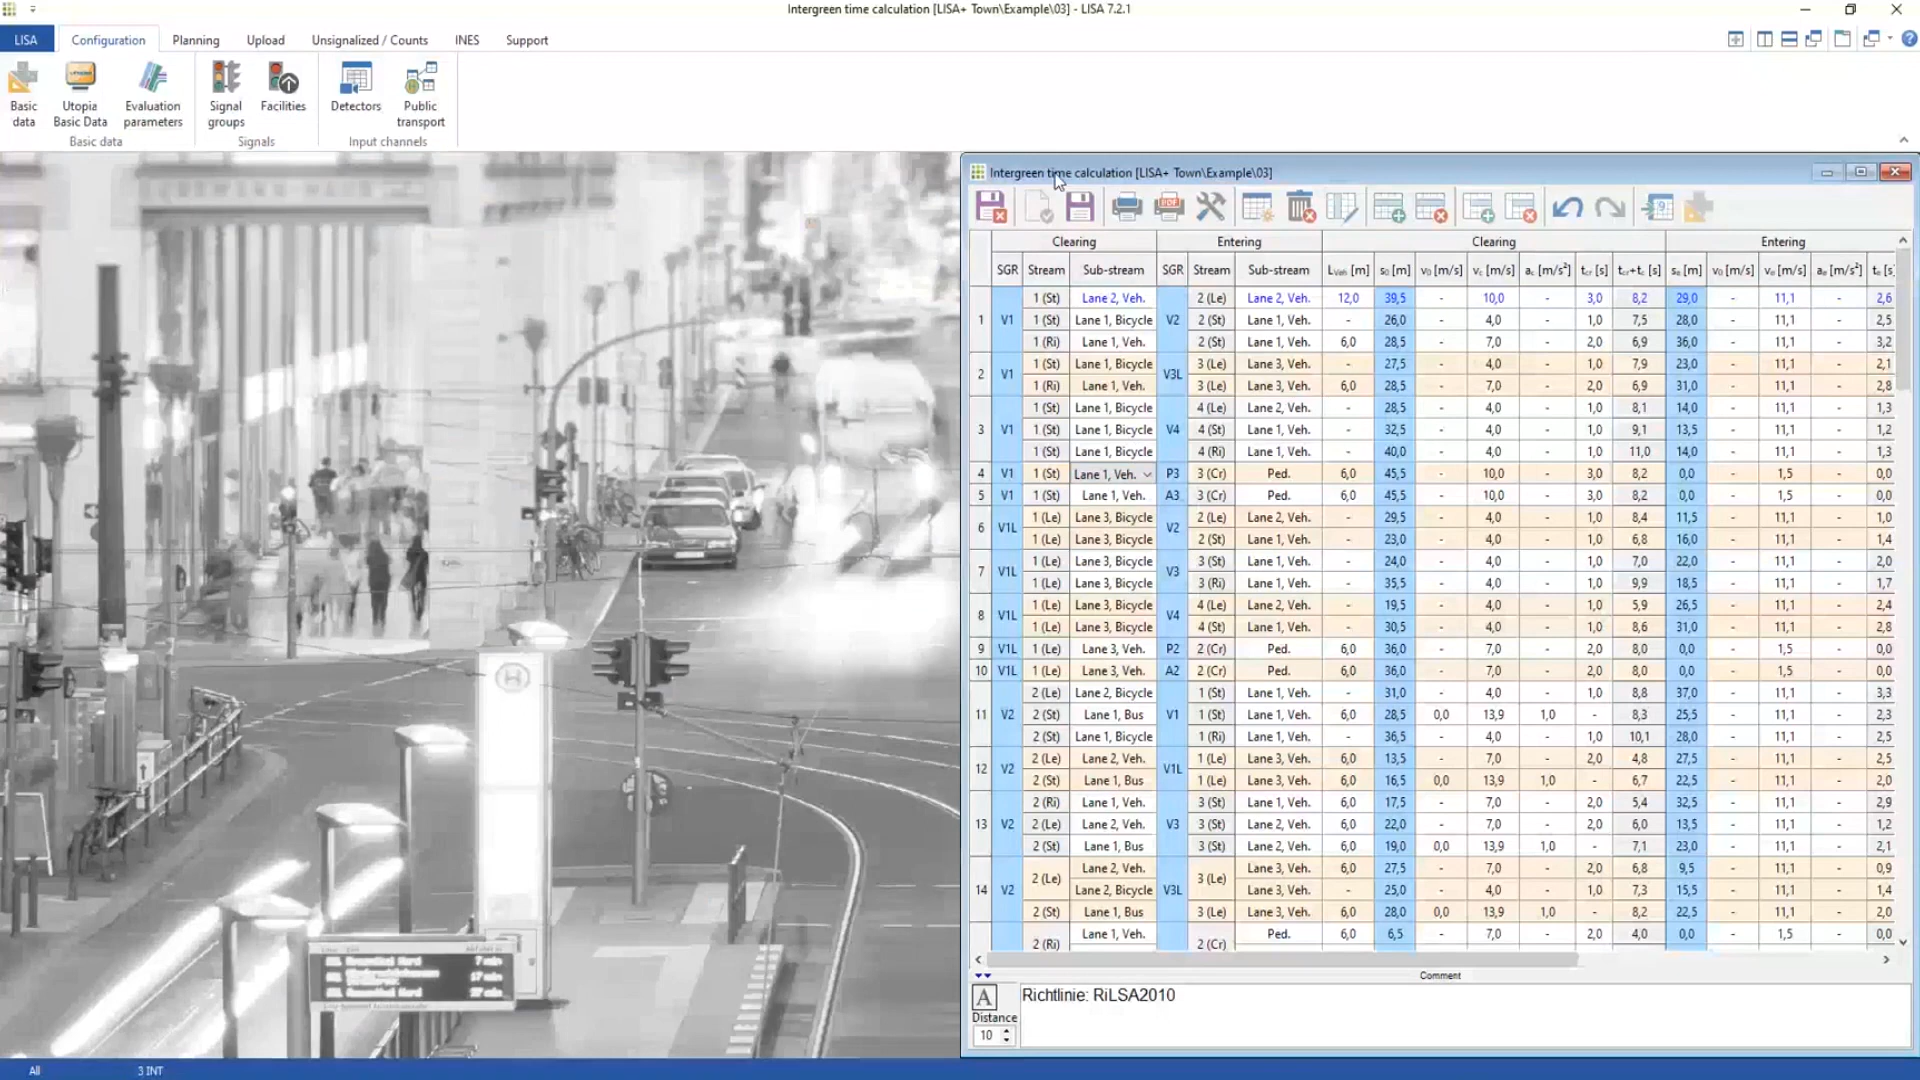 Intergreen time calculation [LISA+ Town\Example\03] - LISA 7.2.1
LISA Configuration Planning Upload Unsignalized / Counts INES Support
Basic data Utopia Basic Data Evaluation parameters Signal groups Facilities Detectors Public transport
Basic data Signals Input channels
Intergreen time calculation [LISA+ Town\Example\03]
Clearing Entering Clearing Entering
SGR Stream Sub-stream SGR Stream Sub-stream LVeh [m] s0 [m] v0 [m/s] vc [m/s] ac [m/s²] tcr [s] tcr+tc [s] se [m] v0 [m/s] ve [m/s] ae [m/s²] te [s]
1 V1 1 (St) Lane 2, Veh. V2 2 (Le) Lane 2, Veh. 12,0 39,5 - 10,0 - 3,0 8,2 29,0 - 11,1 - 2,6
1 (St) Lane 1, Bicycle 2 (St) Lane 1, Veh. - 26,0 - 4,0 - 1,0 7,5 28,0 - 11,1 - 2,5
1 (Ri) Lane 1, Veh. 2 (St) Lane 1, Veh. 6,0 28,5 - 7,0 - 2,0 6,9 36,0 - 11,1 - 3,2
2 V1 1 (St) Lane 1, Bicycle V3L 3 (Le) Lane 3, Veh. - 27,5 - 4,0 - 1,0 7,9 23,0 - 11,1 - 2,1
1 (Ri) Lane 1, Veh. 3 (Le) Lane 3, Veh. 6,0 28,5 - 7,0 - 2,0 6,9 31,0 - 11,1 - 2,8
3 V1 1 (St) Lane 1, Bicycle V4 4 (Le) Lane 2, Veh. - 28,5 - 4,0 - 1,0 8,1 14,0 - 11,1 - 1,3
1 (St) Lane 1, Bicycle 4 (St) Lane 1, Veh. - 32,5 - 4,0 - 1,0 9,1 13,5 - 11,1 - 1,2
1 (St) Lane 1, Bicycle 4 (Ri) Lane 1, Veh. - 40,0 - 4,0 - 1,0 11,0 14,0 - 11,1 - 1,3
4 V1 1 (St) Lane 1, Veh. P3 3 (Cr) Ped. 6,0 45,5 - 10,0 - 3,0 8,2 0,0 - 1,5 - 0,0
5 V1 1 (St) Lane 1, Veh. A3 3 (Cr) Ped. 6,0 45,5 - 10,0 - 3,0 8,2 0,0 - 1,5 - 0,0
6 V1L 1 (Le) Lane 3, Bicycle V2 2 (Le) Lane 2, Veh. - 29,5 - 4,0 - 1,0 8,4 11,5 - 11,1 - 1,0
1 (Le) Lane 3, Bicycle 2 (St) Lane 1, Veh. - 23,0 - 4,0 - 1,0 6,8 16,0 - 11,1 - 1,4
7 V1L 1 (Le) Lane 3, Bicycle V3 3 (St) Lane 1, Veh. - 24,0 - 4,0 - 1,0 7,0 22,0 - 11,1 - 2,0
1 (Le) Lane 3, Bicycle 3 (Ri) Lane 1, Veh. - 35,5 - 4,0 - 1,0 9,9 18,5 - 11,1 - 1,7
8 V1L 1 (Le) Lane 3, Bicycle V4 4 (Le) Lane 2, Veh. - 19,5 - 4,0 - 1,0 5,9 26,5 - 11,1 - 2,4
1 (Le) Lane 3, Bicycle 4 (St) Lane 1, Veh. - 30,5 - 4,0 - 1,0 8,6 31,0 - 11,1 - 2,8
9 V1L 1 (Le) Lane 3, Veh. P2 2 (Cr) Ped. 6,0 36,0 - 7,0 - 2,0 8,0 0,0 - 1,5 - 0,0
10 V1L 1 (Le) Lane 3, Veh. A2 2 (Cr) Ped. 6,0 36,0 - 7,0 - 2,0 8,0 0,0 - 1,5 - 0,0
11 V2 2 (Le) Lane 2, Bicycle V1 1 (St) Lane 1, Veh. - 31,0 - 4,0 - 1,0 8,8 37,0 - 11,1 - 3,3
2 (St) Lane 1, Bus 1 (St) Lane 1, Veh. 6,0 28,5 0,0 13,9 1,0 - 8,3 25,5 - 11,1 - 2,3
2 (St) Lane 1, Bicycle 1 (Ri) Lane 1, Veh. - 36,5 - 4,0 - 1,0 10,1 28,0 - 11,1 - 2,5
12 V2 2 (Le) Lane 2, Veh. V1L 1 (Le) Lane 3, Veh. 6,0 13,5 - 7,0 - 2,0 4,8 27,5 - 11,1 - 2,5
2 (St) Lane 1, Bus 1 (Le) Lane 3, Veh. 6,0 16,5 0,0 13,9 1,0 - 6,7 22,5 - 11,1 - 2,0
13 V2 2 (Ri) Lane 1, Veh. V3 3 (St) Lane 1, Veh. 6,0 17,5 - 7,0 - 2,0 5,4 32,5 - 11,1 - 2,9
2 (Le) Lane 2, Veh. 3 (St) Lane 2, Veh. 6,0 22,0 - 7,0 - 2,0 6,0 13,5 - 11,1 - 1,2
2 (St) Lane 1, Bus 3 (St) Lane 2, Veh. 6,0 19,0 0,0 13,9 1,0 - 7,1 23,0 - 11,1 - 2,1
14 V2 2 (Le) Lane 2, Veh. V3L 3 (Le) Lane 3, Veh. 6,0 27,5 - 7,0 - 2,0 6,8 9,5 - 11,1 - 0,9
Lane 2, Bicycle Lane 3, Veh. - 25,0 - 4,0 - 1,0 7,3 15,5 - 11,1 - 1,4
2 (St) Lane 1, Bus 3 (Le) Lane 3, Veh. 6,0 28,0 0,0 13,9 1,0 - 8,2 22,5 - 11,1 - 2,0
2 (Ri) Lane 1, Veh. 2 (Cr) Ped. 6,0 6,5 - 7,0 - 2,0 4,0 0,0 - 1,5 - 0,0
Comment
A Richtlinie: RiLSA2010
Distance
10
All 3 INT